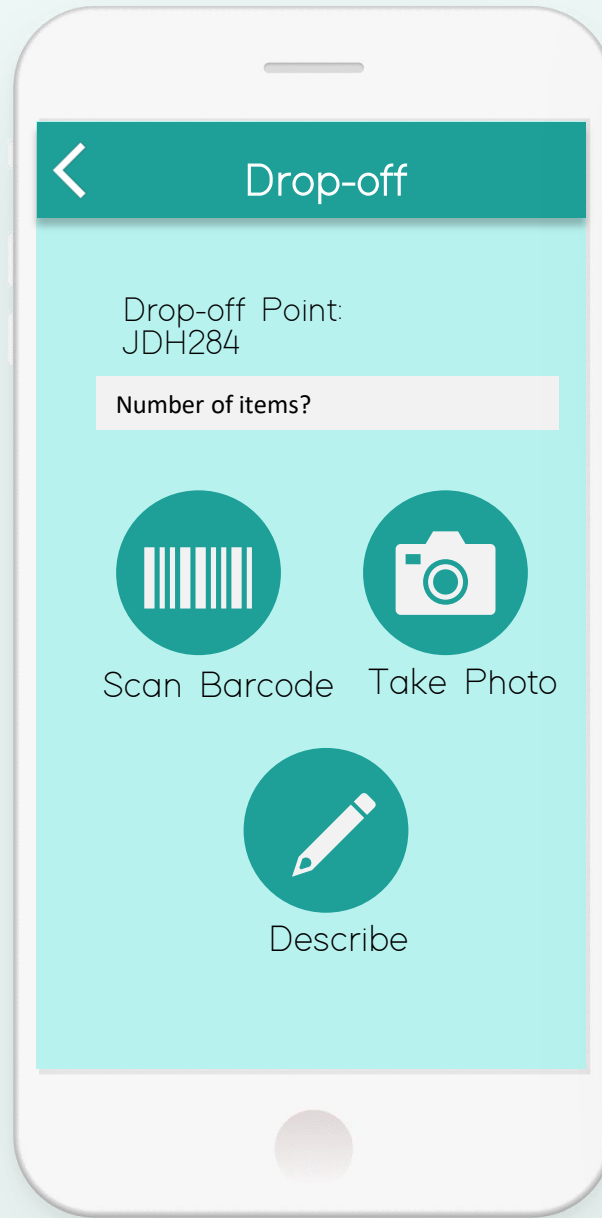 Drop-off
Drop-off Point:
JDH284
Number of items?
Scan Barcode
Take Photo
Describe